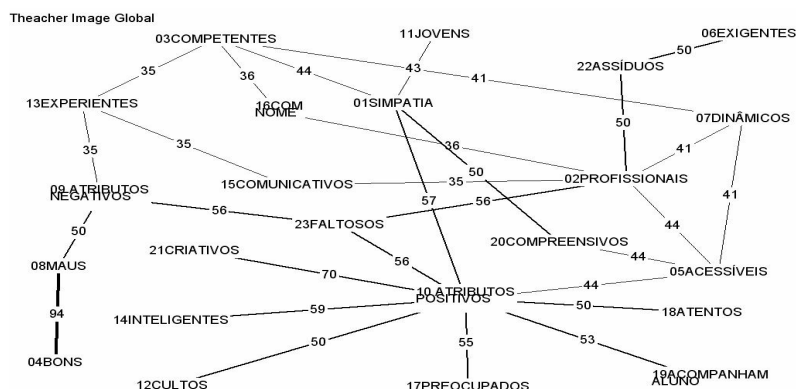 Theacher Image Global
06EXIGENTES
11JOVENS
03COMPETENTES
50
22ASSÍDUOS
43
44
35
36
41
13EXPERIENTES
16COM
NOME
01SIMPATIA
07DINÂMICOS
50
36
41
35
35
50
15COMUNICATIVOS
35
02PROFISSIONAIS
09 ATRIBUTOS
NEGATIVOS
41
56
57
56
23FALTOSOS
44
50
21CRIATIVOS
20COMPREENSIVOS
44
08MAUS
56
05ACESSÍVEIS
70
44
10 ATRIBUTOS
POSITIVOS
94
14INTELIGENTES
59
50
18ATENTOS
50
55
53
04BONS
12CULTOS
17PREOCUPADOS
19ACOMPANHAM
ALUNO